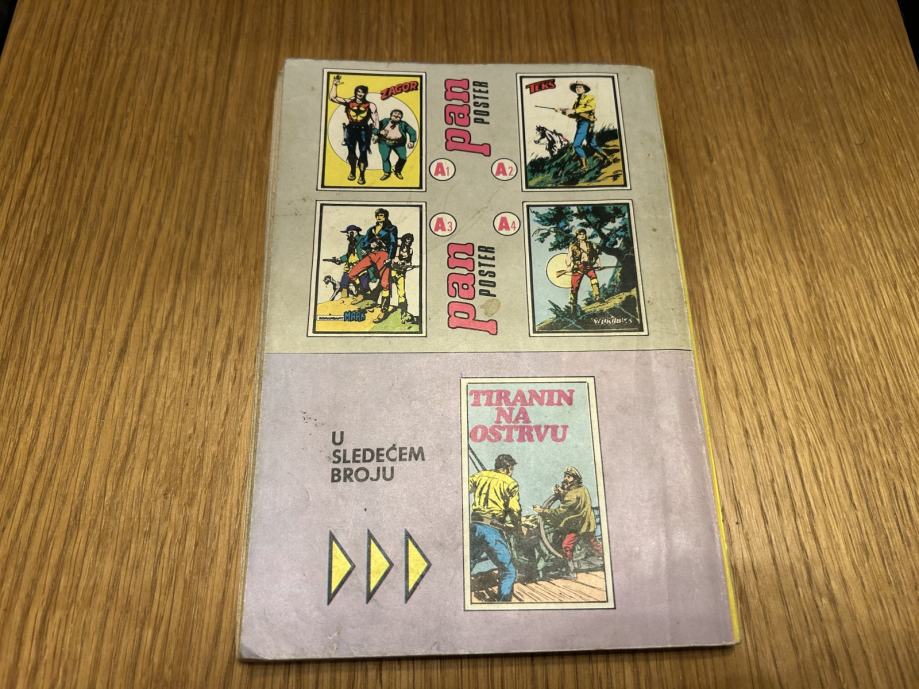 ZAGOR
pan
POSTER
TEKS
A1
A2
A3
A4
pan
POSTER
MARK
U
SLEDEĆEM
BROJU
TIRANIN
NA
OSTRVU